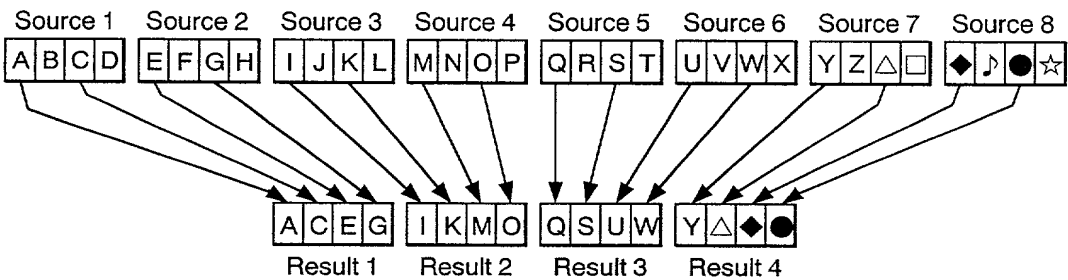 Source 1 Source 2 Source 3 Source 4 Source 5 Source 6 Source 7 Source 8
A B C D E F G H I J K L M N O P Q R S T U V W X Y Z △ □ ◆ ♪ ● ☆
A C E G I K M O Q S U W Y △ ◆ ●
Result 1 Result 2 Result 3 Result 4